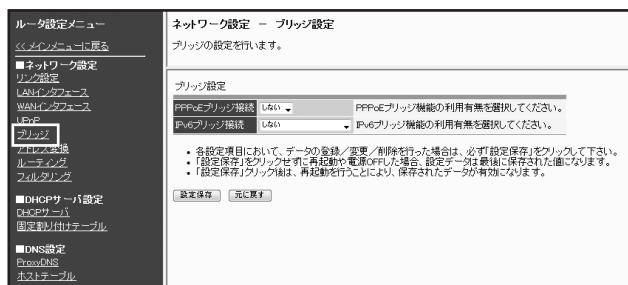 ルータ設定メニュー
<<メインメニューに戻る
■ネットワーク設定
リンク設定
LANインタフェース
WANインタフェース
UPnP
ブリッジ
アドレス変換
ルーティング
フィルタリング
■DHCPサーバ設定
DHCPサーバ
固定割り付けテーブル
■DNS設定
ProxyDNS
ホストテーブル
ネットワーク設定 － ブリッジ設定
ブリッジの設定を行います。
ブリッジ設定
PPPoEブリッジ接続 しない PPPoEブリッジ機能の利用有無を選択してください。
IPv6ブリッジ接続 しない IPv6ブリッジ機能の利用有無を選択してください。
・各設定項目において、データの登録／変更／削除を行った場合は、必ず「設定保存」をクリックして下さい。
・「設定保存」をクリックせずに再起動や電源OFFした場合、設定データは最後に保存された値になります。
・「設定保存」クリック後は、再起動を行うことにより、保存されたデータが有効になります。
設定保存 元に戻す